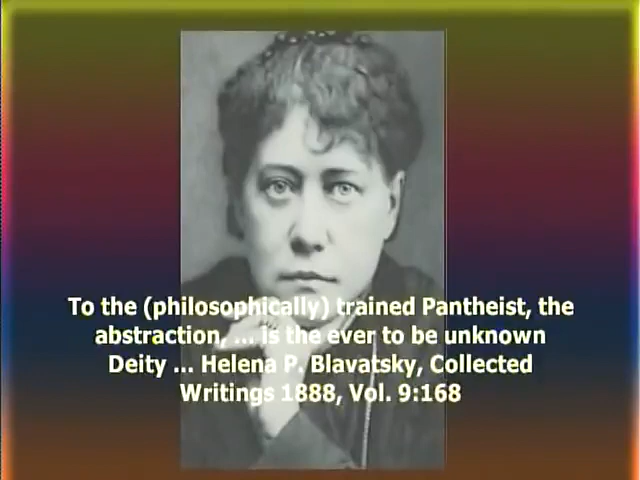 To the (philosophically) trained Pantheist, the
abstraction, ... is the ever to be unknown
Deity ... Helena P. Blavatsky, Collected
Writings 1888, Vol. 9:168